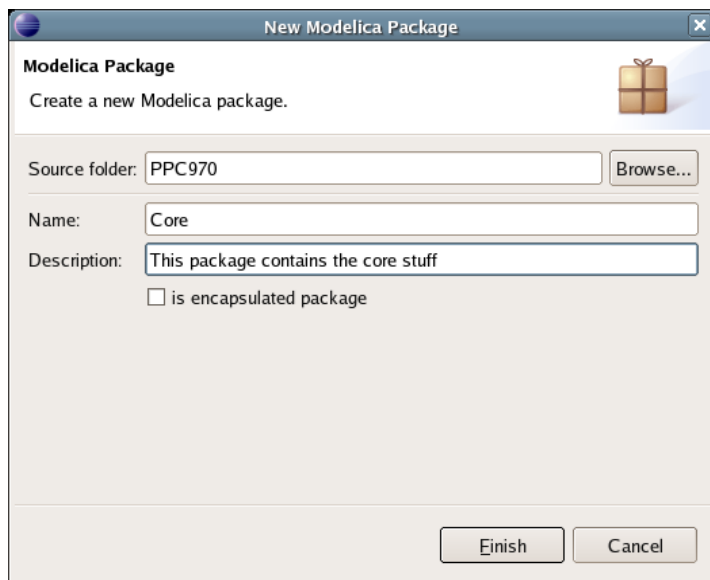 New Modelica Package
Modelica Package
Create a new Modelica package.
Source folder: PPC970 Browse...
Name: Core
Description: This package contains the core stuff
is encapsulated package
Finish Cancel